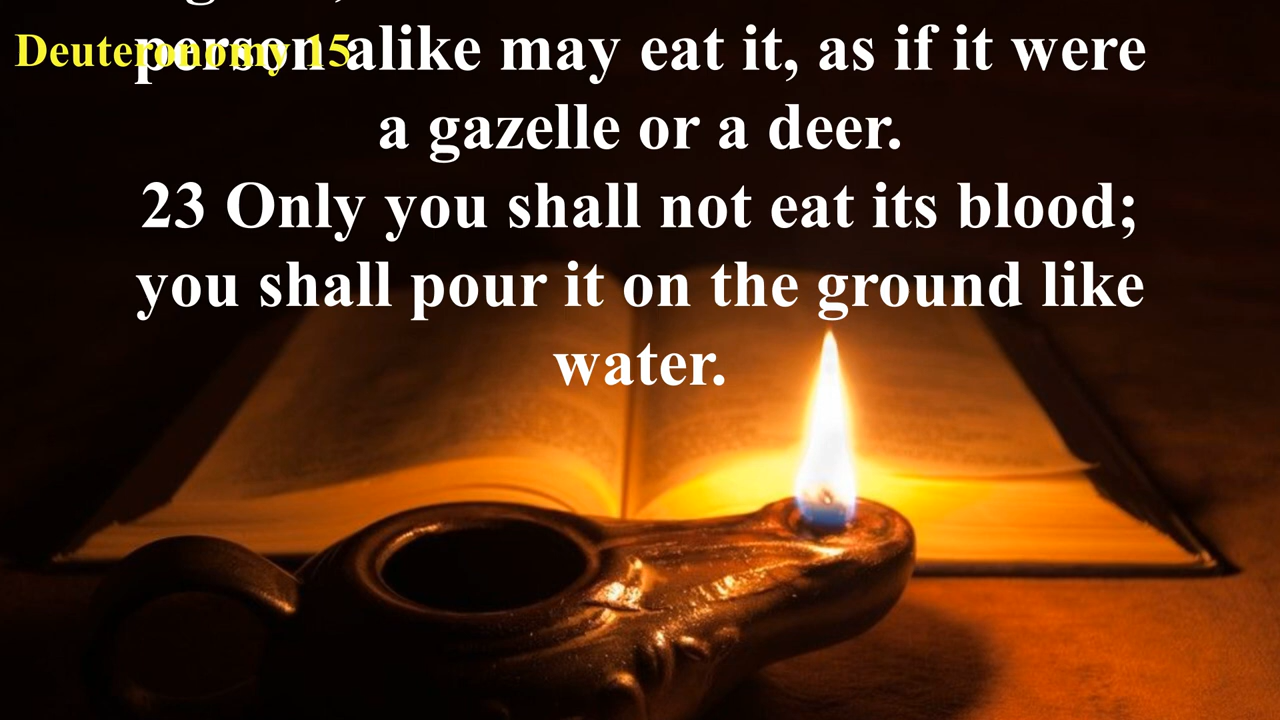 Deuteronomy 15
person alike may eat it, as if it were
a gazelle or a deer.
23 Only you shall not eat its blood;
you shall pour it on the ground like
water.